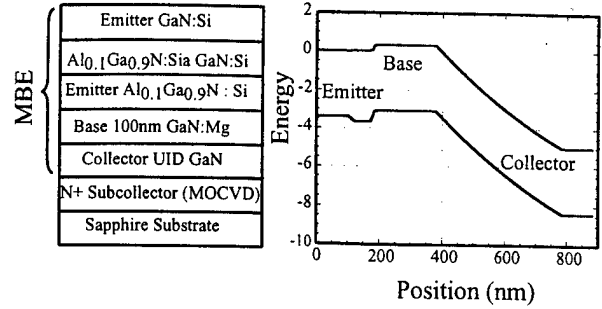 MBE
Emitter GaN:Si
Al0.1Ga0.9N:Sia GaN:Si
Emitter Al0.1Ga0.9N : Si
Base 100nm GaN:Mg
Collector UID GaN
N+ Subcollector (MOCVD)
Sapphire Substrate
Energy
2
0
-2
-4
-6
-8
-10
Base
Emitter
Collector
0
200
400
600
800
Position (nm)